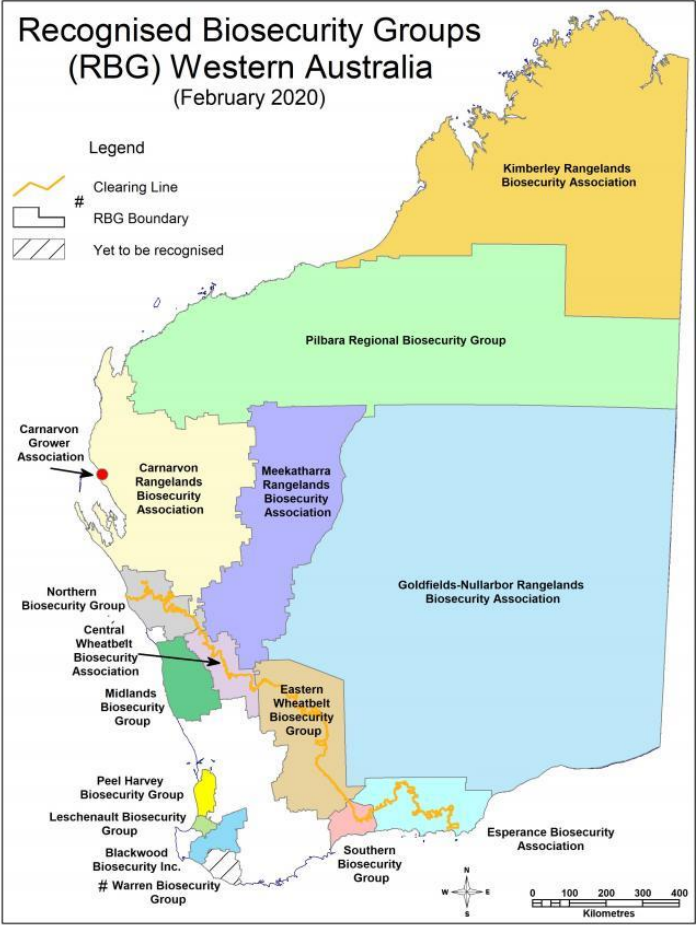 Recognised Biosecurity Groups
(RBG) Western Australia
(February 2020)
Legend
Clearing Line
#
RBG Boundary
Yet to be recognised
Kimberley Rangelands
Biosecurity Association
Pilbara Regional Biosecurity Group
Carnarvon
Grower
Association
Carnarvon
Rangelands
Biosecurity
Association
Meekatharra
Rangelands
Biosecurity
Association
Goldfields-Nullarbor Rangelands
Biosecurity Association
Northern
Biosecurity Group
Central
Wheatbelt
Biosecurity
Association
Midlands
Biosecurity
Group
Eastern
Wheatbelt
Biosecurity
Group
Peel Harvey
Biosecurity Group
Leschenault Biosecurity
Group
Blackwood
Biosecurity Inc.
# Warren Biosecurity
Group
Southern
Biosecurity
Group
Esperance Biosecurity
Association
N
W E
S
0 100 200 300 400
Kilometres